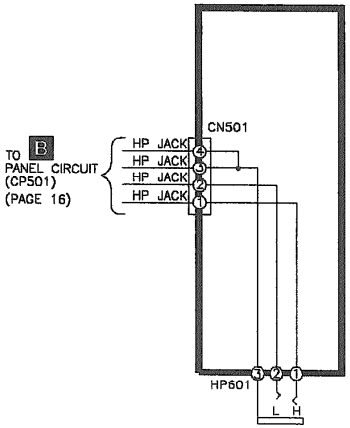 CN501
HP JACK 4
HP JACK 3
HP JACK 2
HP JACK 1
TO B
PANEL CIRCUIT
(CP501)
(PAGE 16)
3 2 1
HP601
L H